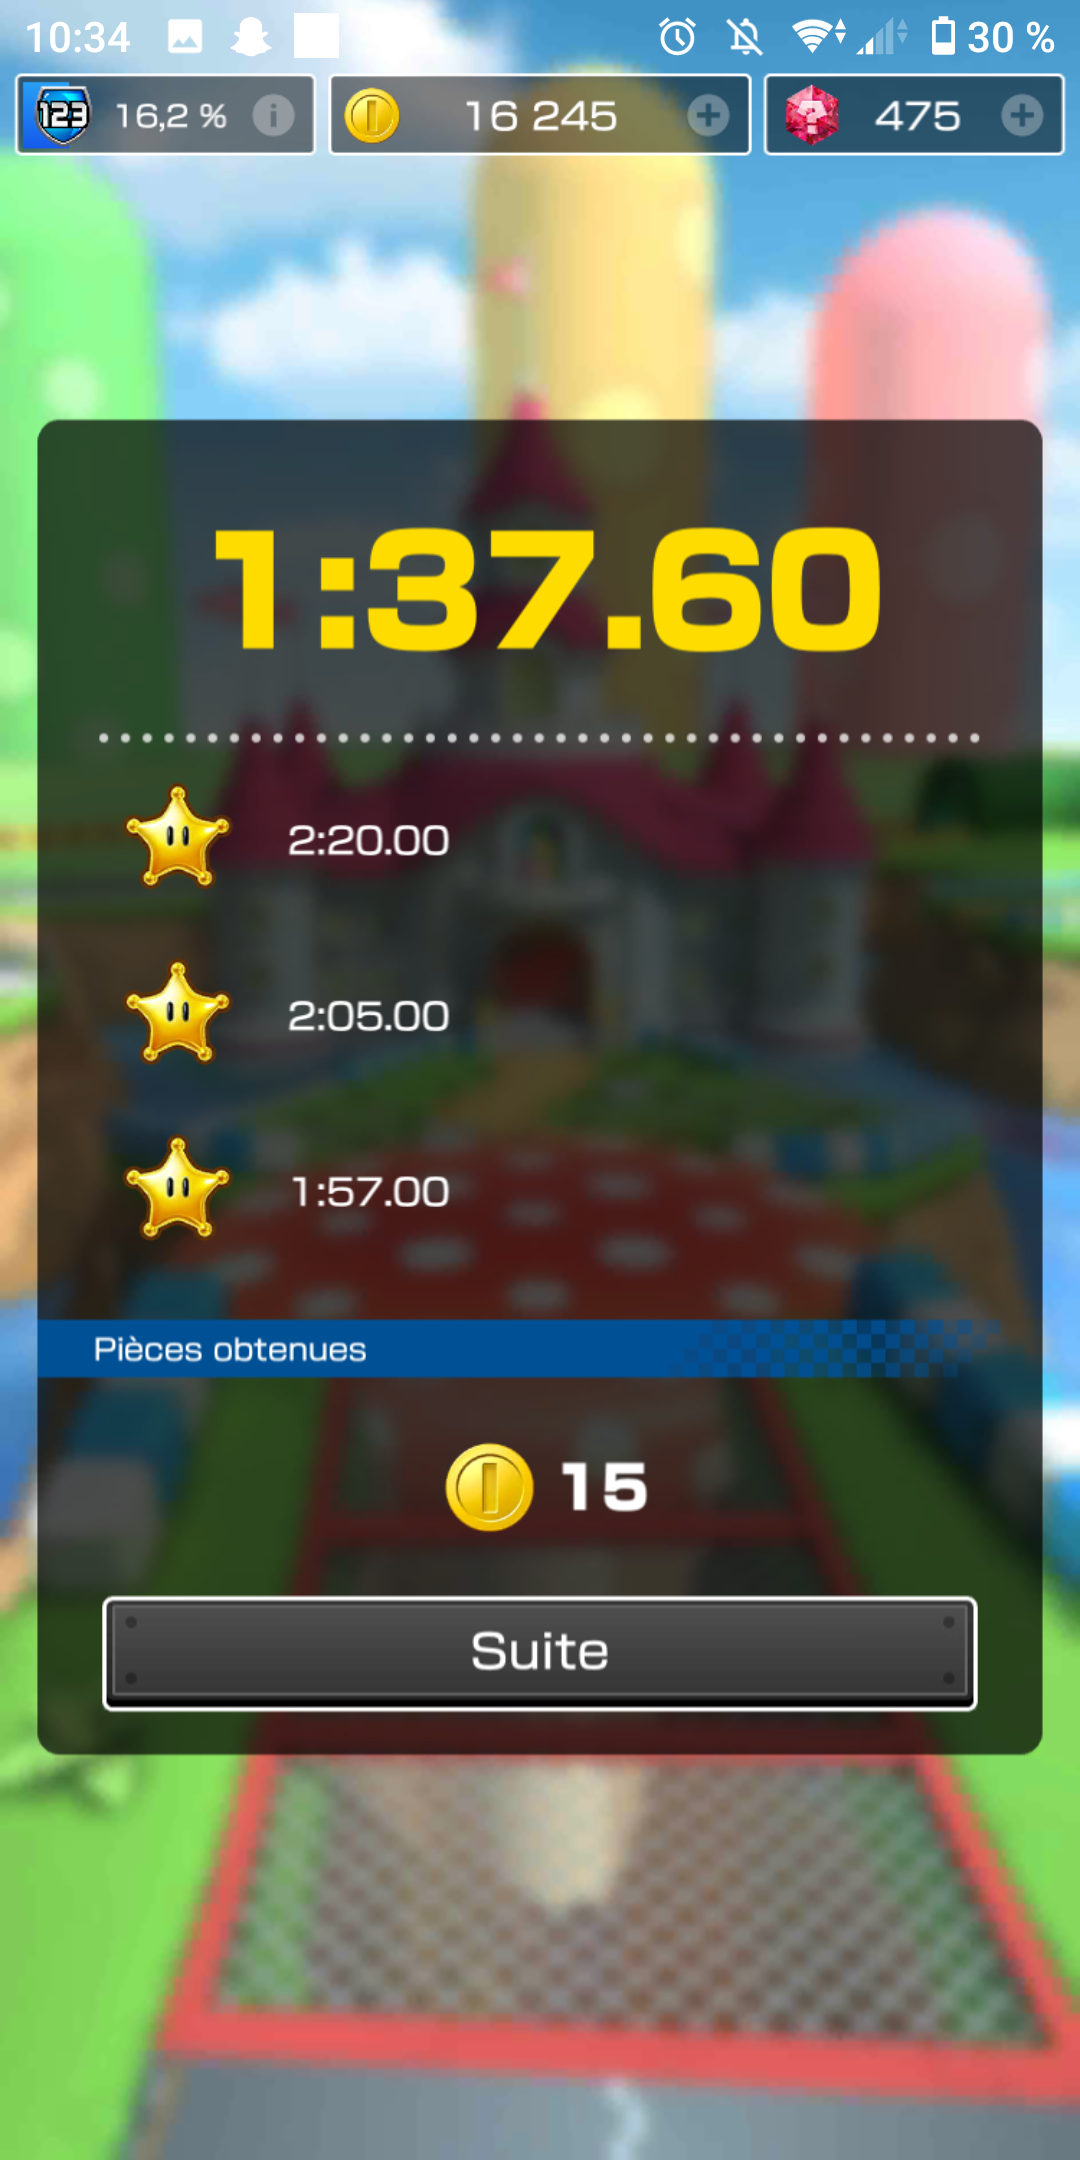 10:34 30 %
123 16,2 % i 16 245 + ? 475 +
1:37.60
2:20.00
2:05.00
1:57.00
Pièces obtenues
15
Suite